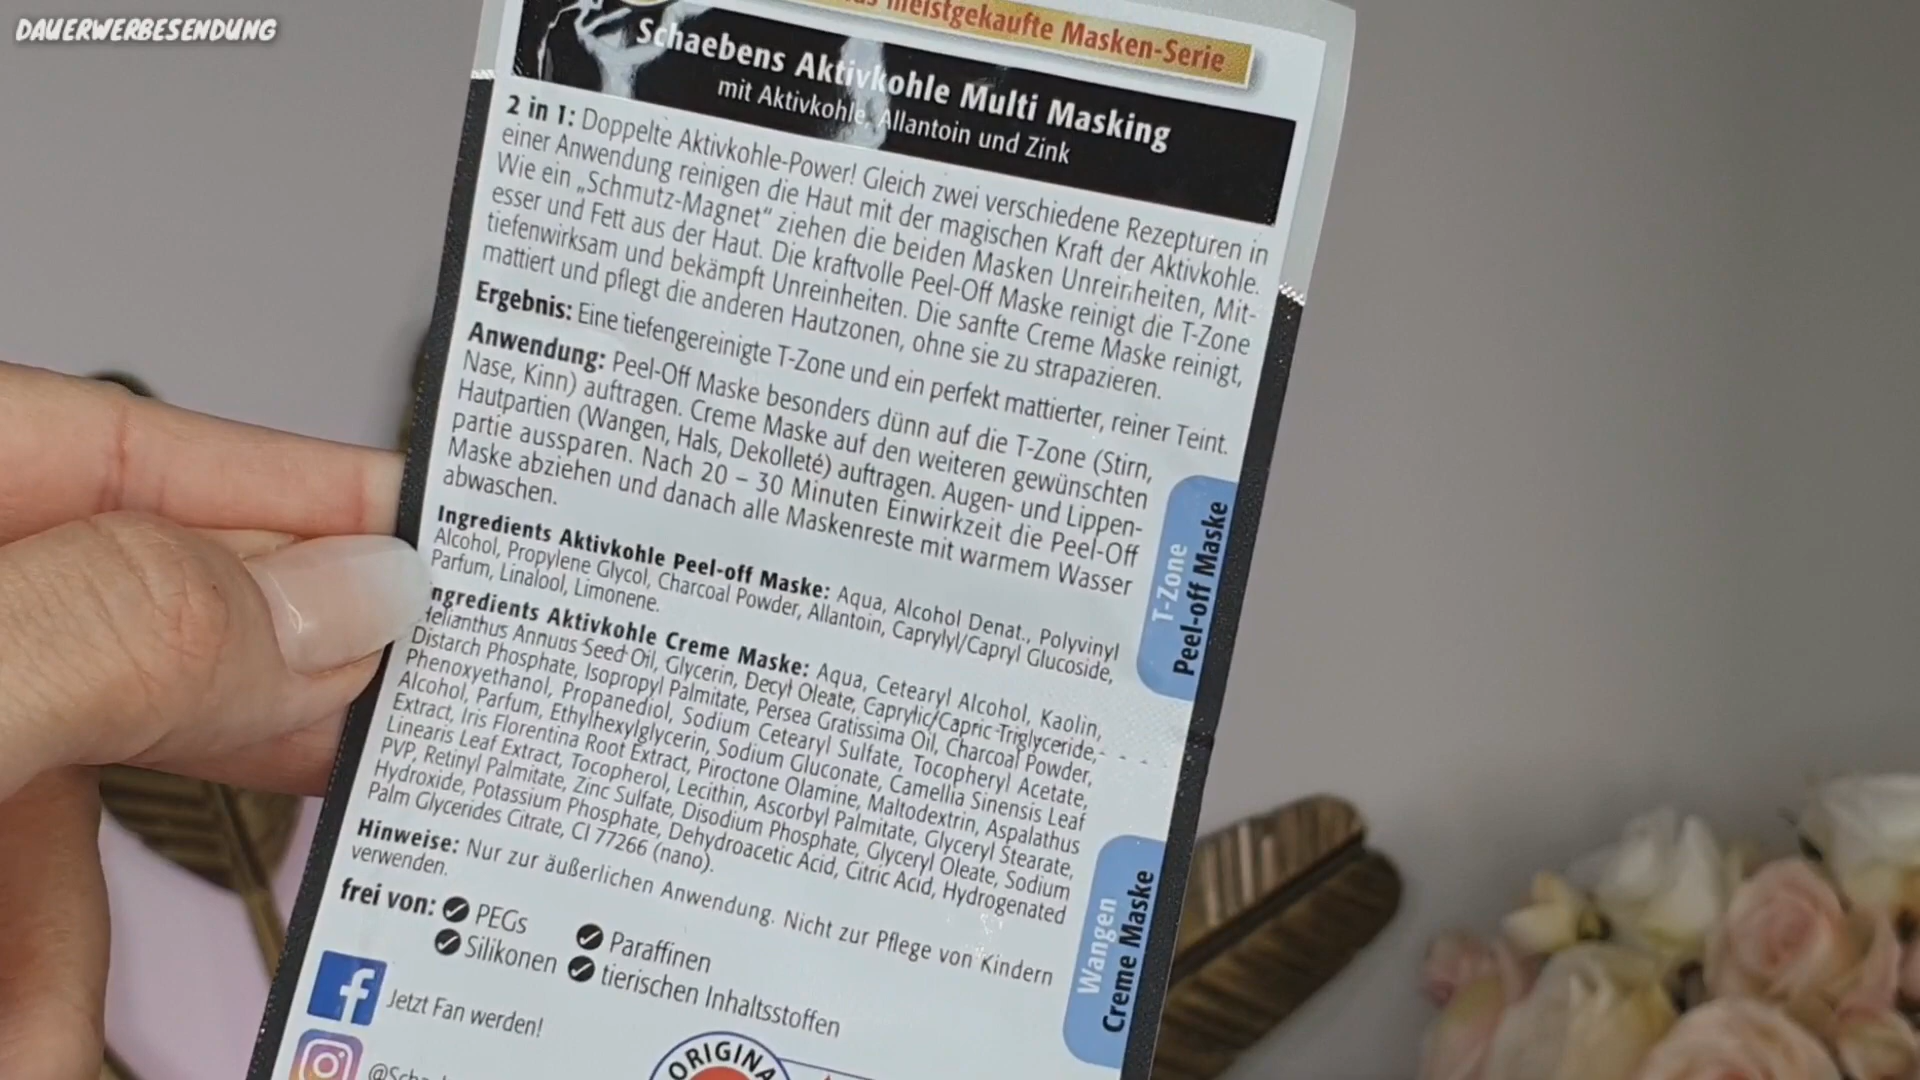 DAUERWERBESENDUNG
meistgekaufte Masken-Serie
Schaebens Aktivkohle Multi Masking
mit Aktivkohle, Allantoin und Zink
2 in 1: Doppelte Aktivkohle-Power! Gleich zwei verschiedene Rezepturen in
einer Anwendung reinigen die Haut mit der magischen Kraft der Aktivkohle.
Wie ein „Schmutz-Magnet“ ziehen die beiden Masken Unreinheiten, Mit-
esser und Fett aus der Haut. Die kraftvolle Peel-Off Maske reinigt die T-Zone
tiefenwirksam und bekämpft Unreinheiten. Die sanfte Creme Maske reinigt,
mattiert und pflegt die anderen Hautzonen, ohne sie zu strapazieren.
Ergebnis: Eine tiefengereinigte T-Zone und ein perfekt mattierter, reiner Teint.
Anwendung: Peel-Off Maske besonders dünn auf die T-Zone (Stirn,
Nase, Kinn) auftragen. Creme Maske auf den weiteren gewünschten
Hautpartien (Wangen, Hals, Dekolleté) auftragen. Augen- und Lippen-
partie aussparen. Nach 20 – 30 Minuten Einwirkzeit die Peel-Off
Maske abziehen und danach alle Maskenreste mit warmem Wasser
abwaschen.
Ingredients Aktivkohle Peel-off Maske: Aqua, Alcohol Denat., Polyvinyl
Alcohol, Propylene Glycol, Charcoal Powder, Allantoin, Caprylyl/Capryl Glucoside,
Parfum, Linalool, Limonene.
Ingredients Aktivkohle Creme Maske: Aqua, Cetearyl Alcohol, Kaolin,
Helianthus Annuus Seed Oil, Glycerin, Decyl Oleate, Caprylic/Capric Triglyceride,
Distarch Phosphate, Isopropyl Palmitate, Persea Gratissima Oil, Charcoal Powder,
Phenoxyethanol, Propanediol, Sodium Cetearyl Sulfate, Tocopheryl Acetate,
Alcohol, Parfum, Ethylhexylglycerin, Sodium Gluconate, Camellia Sinensis Leaf
Extract, Iris Florentina Root Extract, Piroctone Olamine, Maltodextrin, Aspalathus
Linearis Leaf Extract, Tocopherol, Lecithin, Ascorbyl Palmitate, Glyceryl Stearate,
PVP, Retinyl Palmitate, Zinc Sulfate, Disodium Phosphate, Glyceryl Oleate, Sodium
Hydroxide, Potassium Phosphate, Dehydroacetic Acid, Citric Acid, Hydrogenated
Palm Glycerides Citrate, CI 77266 (nano).
Hinweise: Nur zur äußerlichen Anwendung. Nicht zur Pflege von Kindern
verwenden.
frei von: PEGs Paraffinen
Silikonen tierischen Inhaltsstoffen
Jetzt Fan werden!
ORIGINA
T-Zone
Peel-off Maske
Wangen
Creme Maske